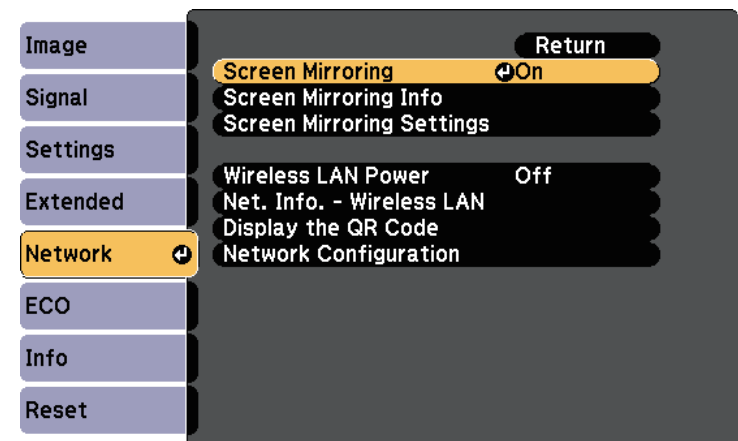 Image
Signal
Settings
Extended
Network
ECO
Info
Reset
Return
Screen Mirroring On
Screen Mirroring Info
Screen Mirroring Settings
Wireless LAN Power Off
Net. Info. - Wireless LAN
Display the QR Code
Network Configuration